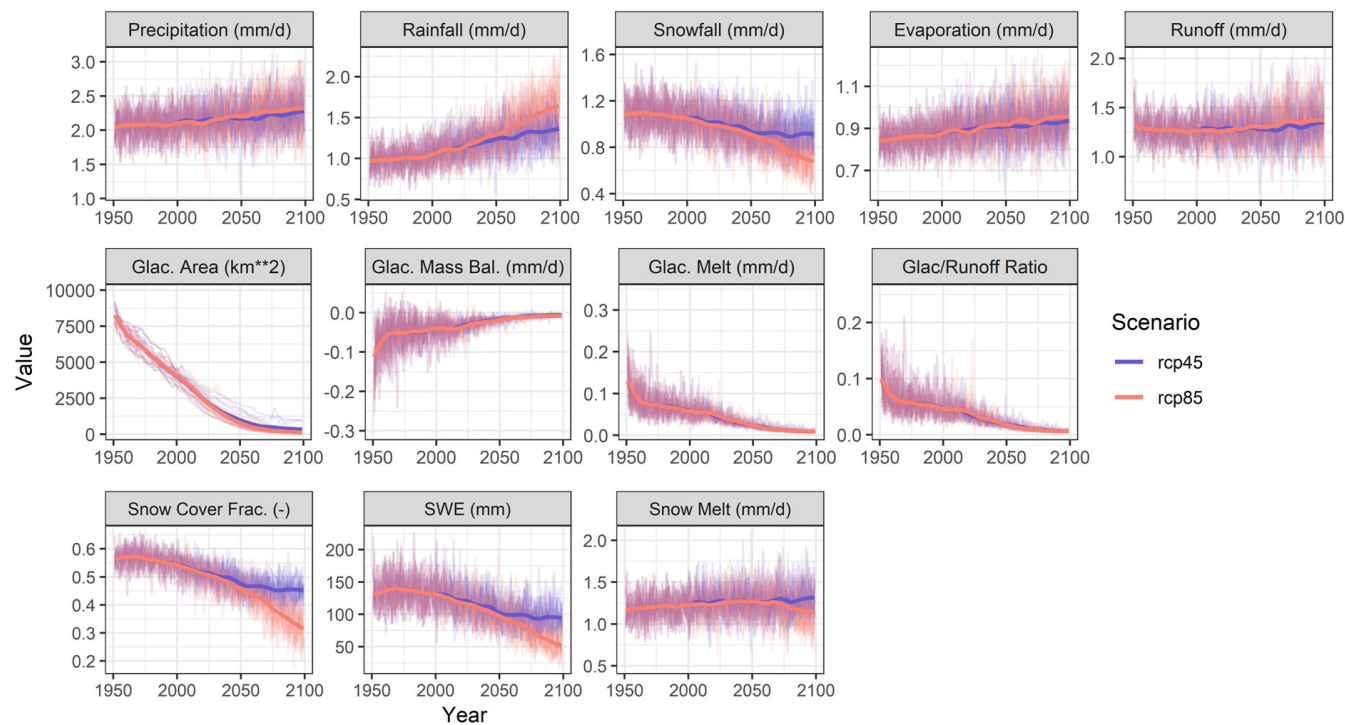 Precipitation (mm/d) Rainfall (mm/d) Snowfall (mm/d) Evaporation (mm/d) Runoff (mm/d)
3.0 2.5 2.0 1.5 1.0
2.0 1.5 1.0 0.5
1.6 1.2 0.8 0.4
1.1 0.9 0.7
2.0 1.5 1.0
1950 2000 2050 2100 1950 2000 2050 2100 1950 2000 2050 2100 1950 2000 2050 2100 1950 2000 2050 2100
Glac. Area (km**2) Glac. Mass Bal. (mm/d) Glac. Melt (mm/d) Glac/Runoff Ratio
10000 7500 5000 2500 0
0.0 -0.1 -0.2 -0.3
0.3 0.2 0.1 0.0
0.2 0.1 0.0
1950 2000 2050 2100 1950 2000 2050 2100 1950 2000 2050 2100 1950 2000 2050 2100
Value
Scenario
rcp45
rcp85
Snow Cover Frac. (-) SWE (mm) Snow Melt (mm/d)
0.6 0.5 0.4 0.3 0.2
200 150 100 50
2.0 1.5 1.0 0.5
1950 2000 2050 2100 1950 2000 2050 2100 1950 2000 2050 2100
Year